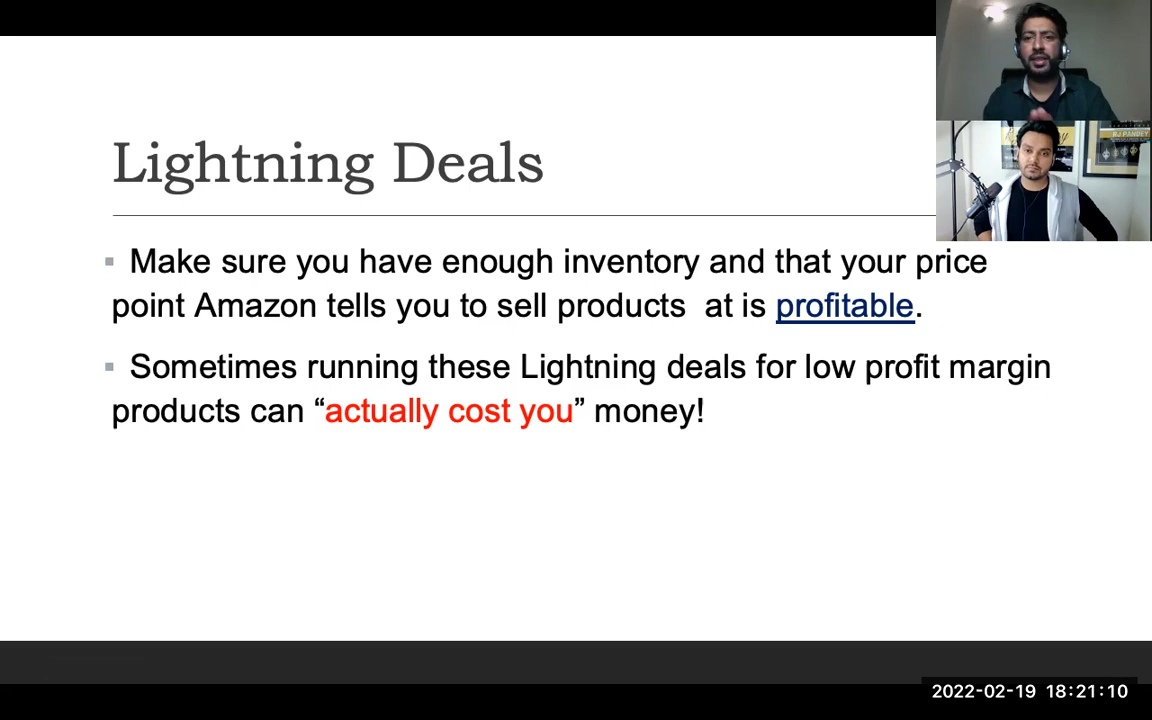 Lightning Deals
▪ Make sure you have enough inventory and that your price
point Amazon tells you to sell products  at is profitable.
▪ Sometimes running these Lightning deals for low profit margin
products can “actually cost you” money!
RJ PANDEY
2022-02-19 18:21:10